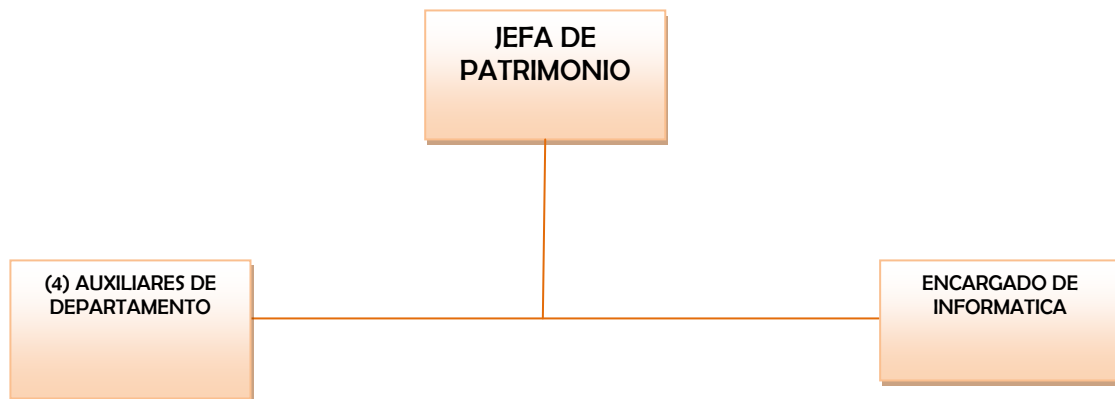 JEFA DE
PATRIMONIO
(4) AUXILIARES DE
DEPARTAMENTO
ENCARGADO DE
INFORMATICA